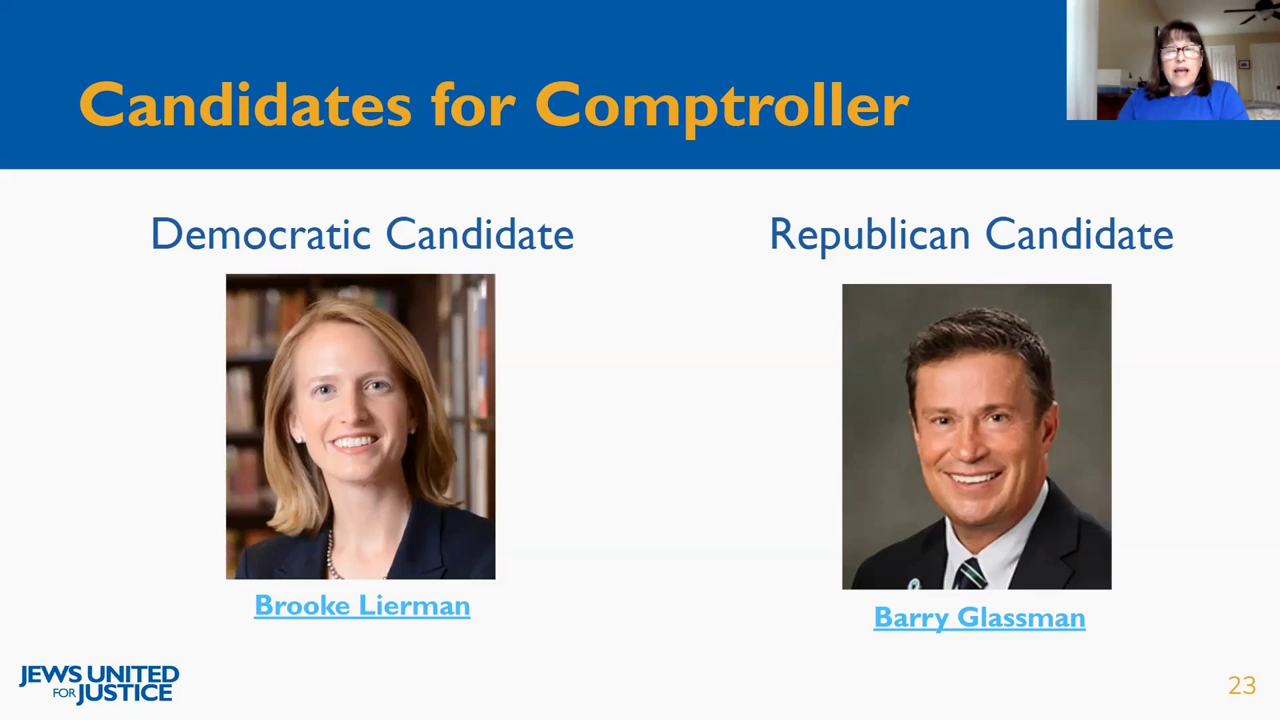 Candidates for Comptroller
Democratic Candidate
Republican Candidate
Brooke Lierman
Barry Glassman
JEWS UNITED
FOR JUSTICE
23